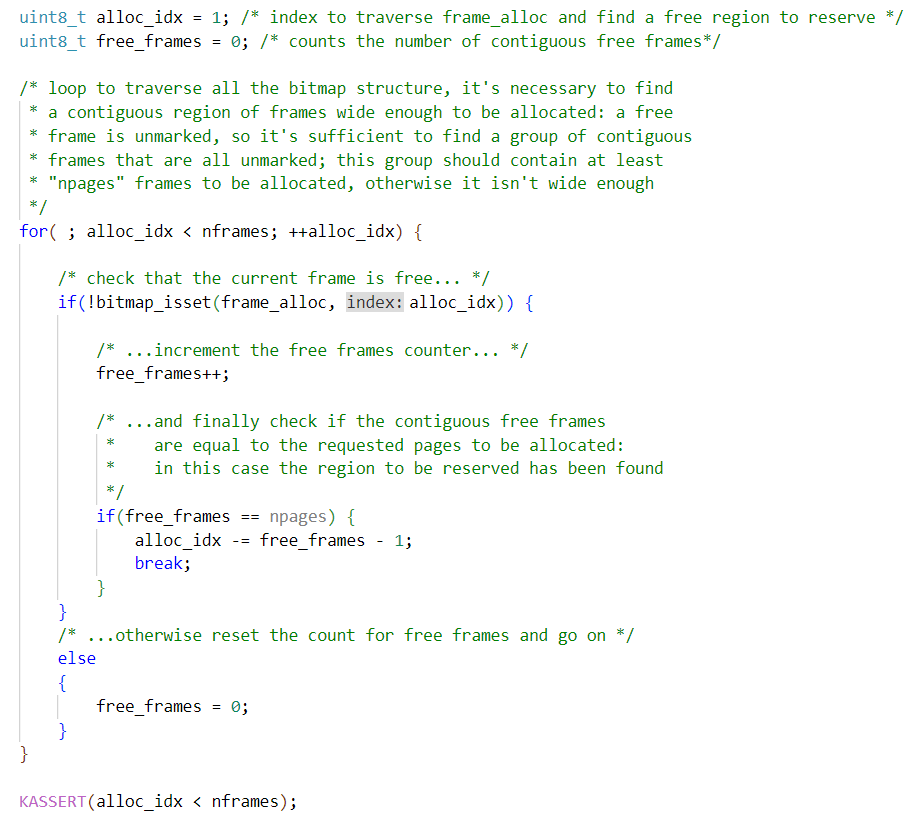 uint8_t alloc_idx = 1; /* index to traverse frame_alloc and find a free region to reserve */
uint8_t free_frames = 0; /* counts the number of contiguous free frames*/
/* loop to traverse all the bitmap structure, it's necessary to find
* a contiguous region of frames wide enough to be allocated: a free
* frame is unmarked, so it's sufficient to find a group of contiguous
* frames that are all unmarked; this group should contain at least
* "npages" frames to be allocated, otherwise it isn't wide enough
*/
for( ; alloc_idx < nframes; ++alloc_idx) {
/* check that the current frame is free... */
if(!bitmap_isset(frame_alloc, index: alloc_idx)) {
/* ...increment the free frames counter... */
free_frames++;
/* ...and finally check if the contiguous free frames
* are equal to the requested pages to be allocated:
* in this case the region to be reserved has been found
*/
if(free_frames == npages) {
alloc_idx -= free_frames - 1;
break;
}
}
/* ...otherwise reset the count for free frames and go on */
else
{
free_frames = 0;
}
}
KASSERT(alloc_idx < nframes);